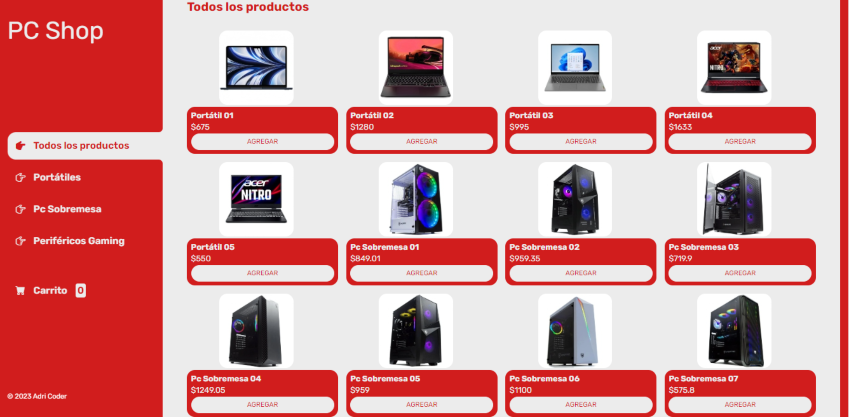 Todos los productos
PC Shop
Todos los productos
Portátiles
Pc Sobremesa
Periféricos Gaming
Carrito 0
© 2023 Adri Coder
Portátil 01
$675
AGREGAR
Portátil 02
$1280
AGREGAR
Portátil 03
$995
AGREGAR
acer
NITRO
Portátil 04
$1633
AGREGAR
acer
NITRO
Portátil 05
$550
AGREGAR
Pc Sobremesa 01
$849.01
AGREGAR
Pc Sobremesa 02
$959.35
AGREGAR
Pc Sobremesa 03
$719.9
AGREGAR
Pc Sobremesa 04
$1249.05
AGREGAR
Pc Sobremesa 05
$959
AGREGAR
Pc Sobremesa 06
$1100
AGREGAR
Pc Sobremesa 07
$575.8
AGREGAR